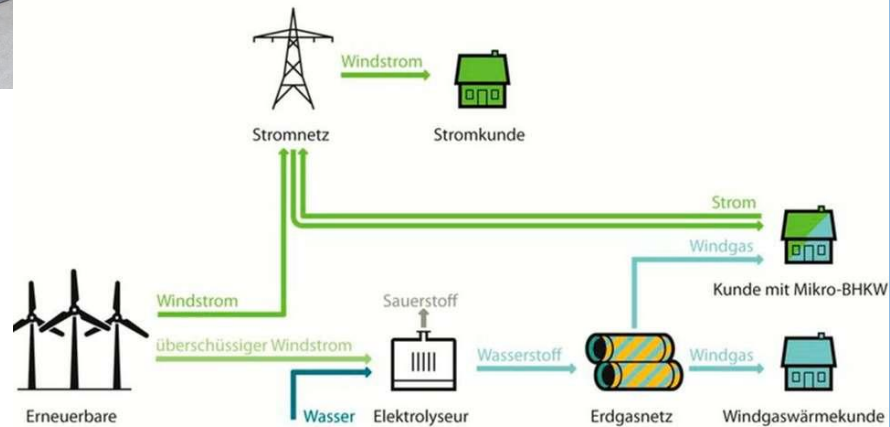 Windstrom
Stromnetz
Stromkunde
Strom
Windgas
Kunde mit Mikro-BHKW
Windstrom
Sauerstoff
überschüssiger Windstrom
Wasserstoff
Windgas
Erneuerbare
Wasser
Elektrolyseur
Erdgasnetz
Windgaswärmekunde